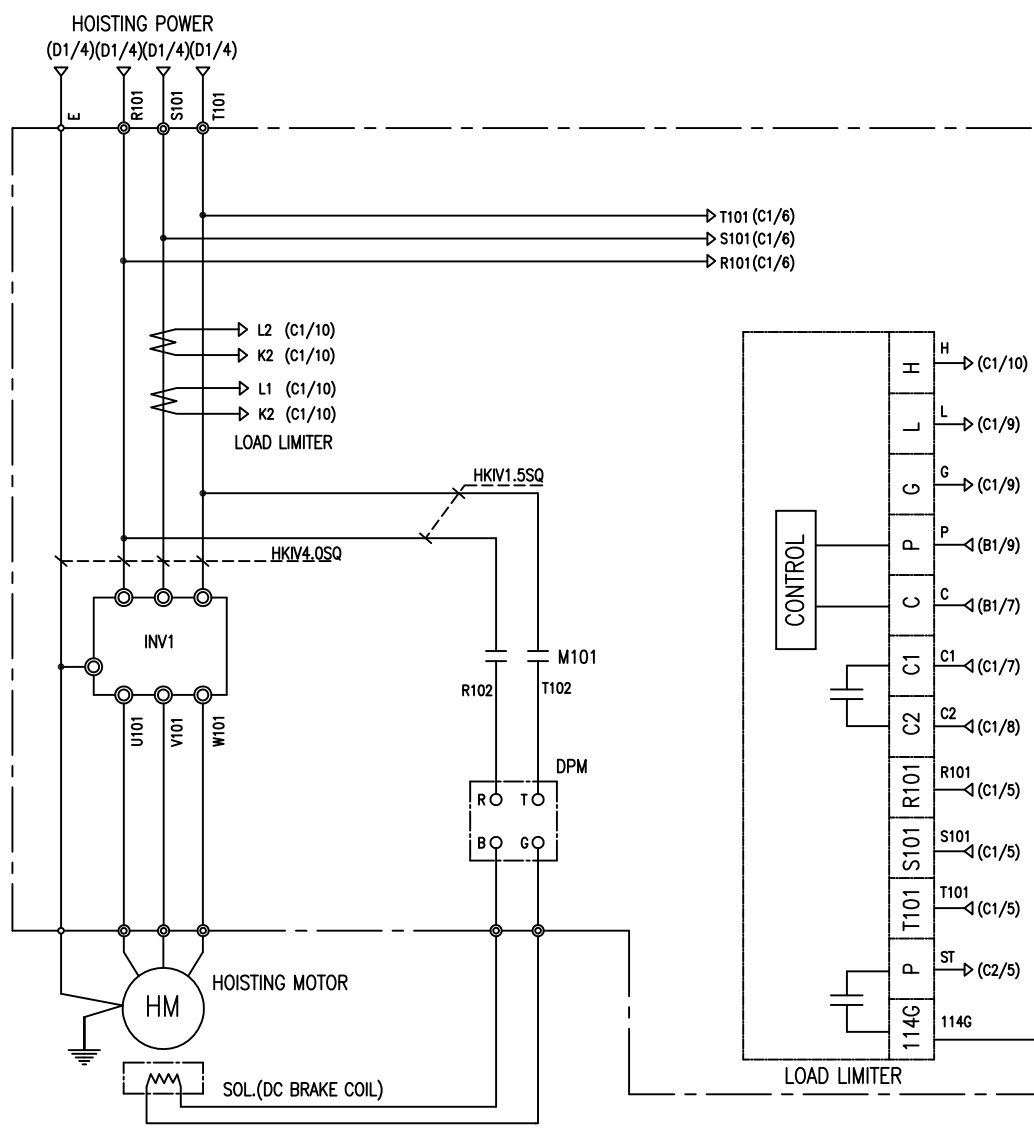 HOISTING POWER
(D1/4)(D1/4)(D1/4)(D1/4)
E
R101
S101
T101
T101(C1/6)
S101(C1/6)
R101(C1/6)
L2 (C1/10)
K2 (C1/10)
L1 (C1/10)
K2 (C1/10)
LOAD LIMITER
HKIV1.5SQ
HKIV4.0SQ
INV1
U101
V101
W101
M101
R102
T102
DPM
R
T
B
G
HOISTING MOTOR
HM
SOL.(DC BRAKE COIL)
CONTROL
H
H
(C1/10)
L
L
(C1/9)
G
G
(C1/9)
P
P
(B1/9)
C
C
(B1/7)
C1
C1
(C1/7)
C2
C2
(C1/8)
R101
R101
(C1/5)
S101
S101
(C1/5)
T101
T101
(C1/5)
P
ST
(C2/5)
114G
114G
LOAD LIMITER